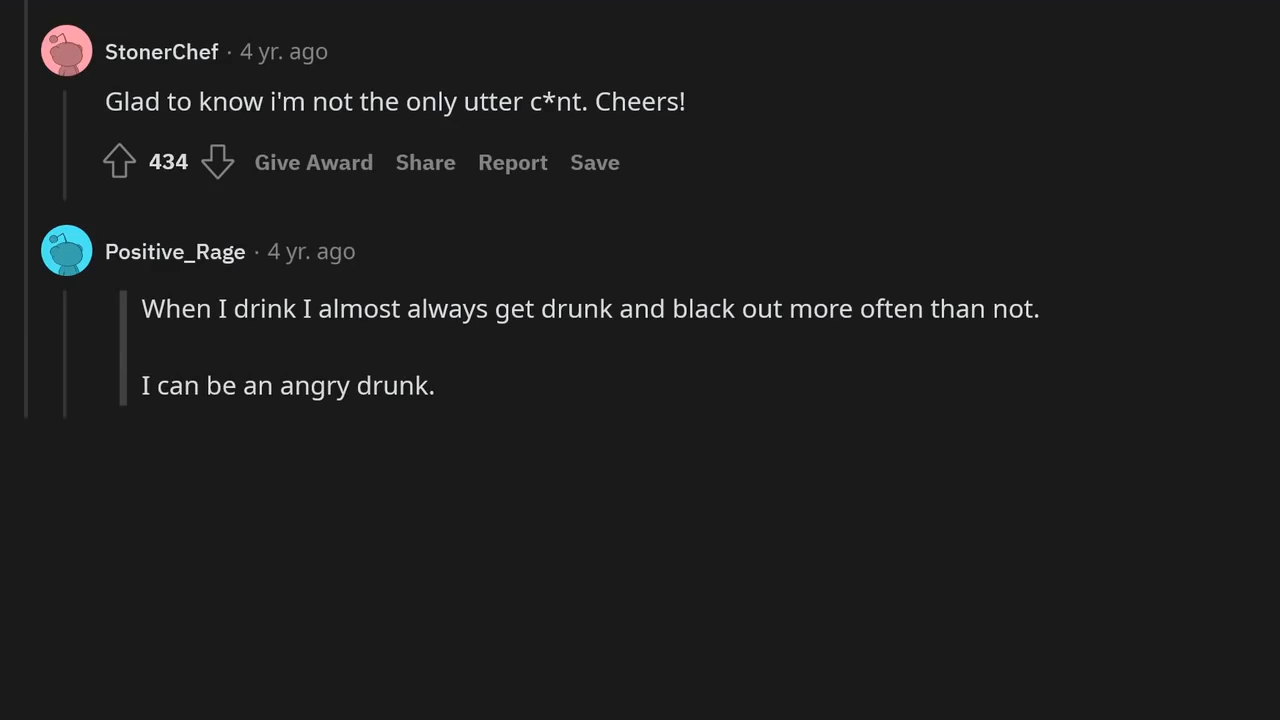 StonerChef · 4 yr. ago
Glad to know i'm not the only utter c*nt. Cheers!
434 Give Award Share Report Save
Positive_Rage · 4 yr. ago
When I drink I almost always get drunk and black out more often than not.
I can be an angry drunk.